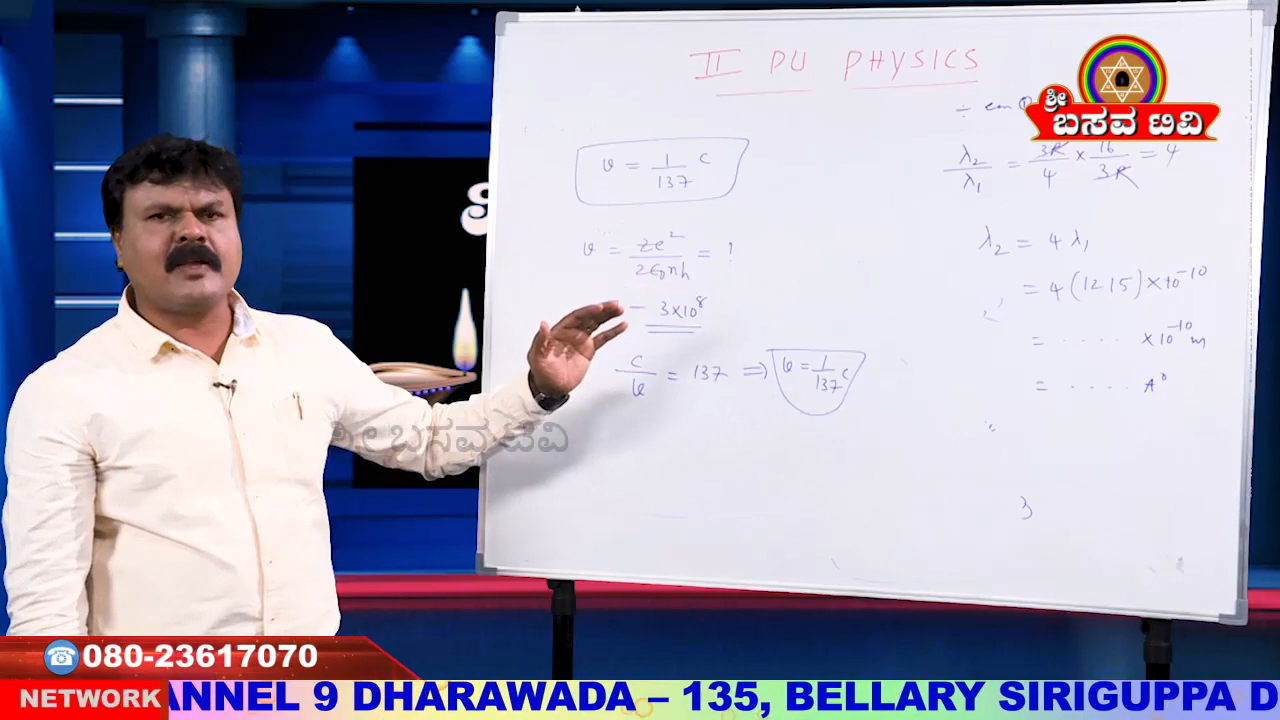 II PU PHYSICS
v = 1/137 c
v = ze²/2ε₀nh = ?
= 3×10⁸
c/v = 137 ⇒ v = 1/137 c
λ₂/λ₁ = 3R/4 × 16/3R = 4
λ₂ = 4 λ₁
= 4 (1215) × 10⁻¹⁰
= .... × 10⁻¹⁰ m
= ..... A⁰
ಶ್ರೀ
ಬಸವ ಟಿವಿ
ಶ್ರೀ ಬಸವ ಟಿವಿ
080-23617070
NETWORK ANNEL 9 DHARAWADA – 135, BELLARY SIRIGUPPA D